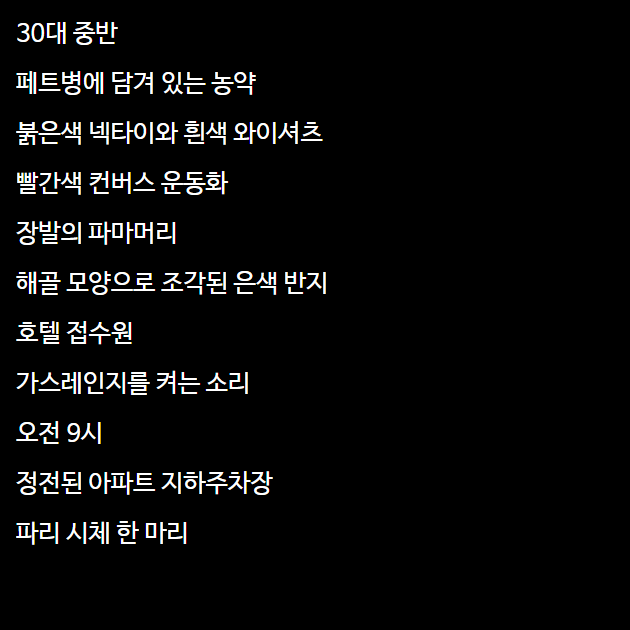 30대 중반
페트병에 담겨 있는 농약
붉은색 넥타이와 흰색 와이셔츠
빨간색 컨버스 운동화
장발의 파마머리
해골 모양으로 조각된 은색 반지
호텔 접수원
가스레인지를 켜는 소리
오전 9시
정전된 아파트 지하주차장
파리 시체 한 마리